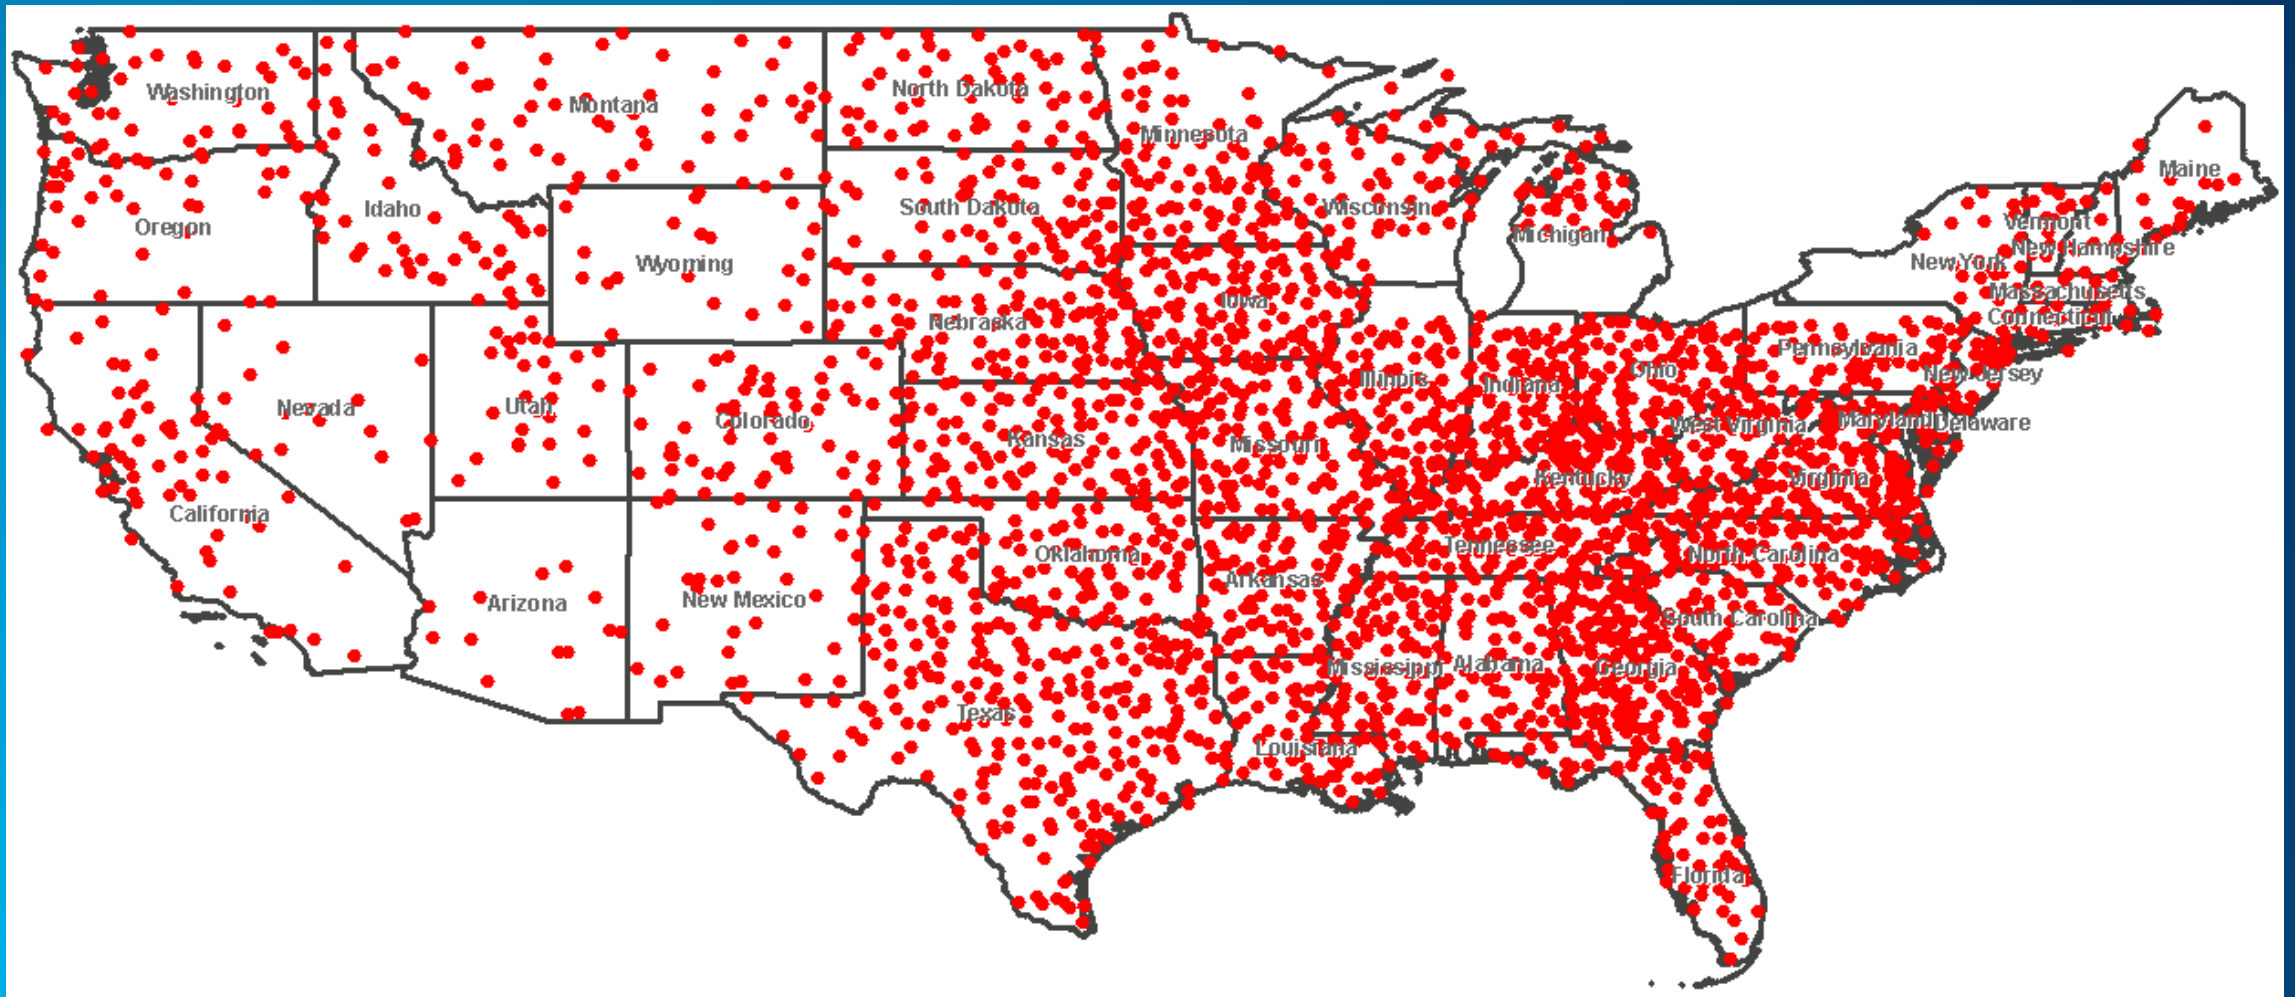 Washington
Montana
North Dakota
Minnesota
Maine
Oregon
Idaho
Wyoming
South Dakota
Wisconsin
Michigan
Vermont
New Hampshire
New York
Massachusetts
Connecticut
Iowa
Nebraska
Pennsylvania
New Jersey
Nevada
Utah
Colorado
Illinois
Indiana
Ohio
Kansas
Missouri
West Virginia
Maryland
Delaware
Kentucky
Virginia
California
Oklahoma
Tennessee
North Carolina
Arizona
New Mexico
Arkansas
South Carolina
Texas
Mississippi
Alabama
Georgia
Louisiana
Florida